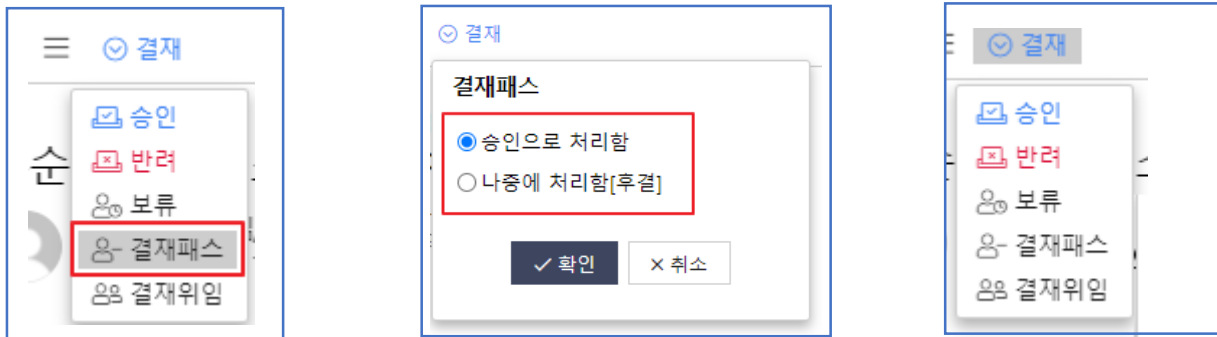 결재
승인
순
반려
보류
결재패스
결재위임
결재
결재패스
승인으로 처리함
나중에 처리함[후결]
확인
취소
결재
승인
반려
보류
결재패스
결재위임